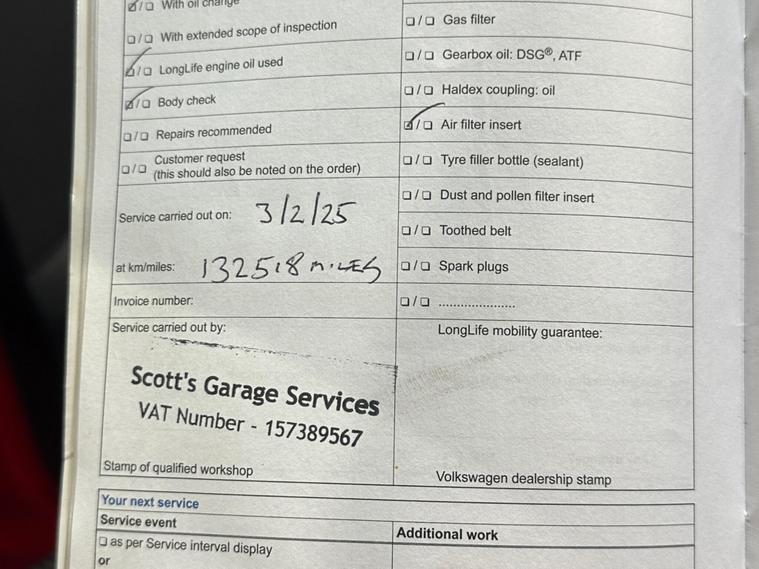 ☑/☐ With oil change
☐/☐ With extended scope of inspection
☑/☐ LongLife engine oil used
☑/☐ Body check
☐/☐ Repairs recommended
☐/☐ Customer request
(this should also be noted on the order)
Service carried out on: 3/2/25
at km/miles: 132518 MILES
Invoice number:
Service carried out by:
Scott's Garage Services
VAT Number - 157389567
Stamp of qualified workshop
☐/☐ Gas filter
☐/☐ Gearbox oil: DSG®, ATF
☐/☐ Haldex coupling: oil
☑/☐ Air filter insert
☐/☐ Tyre filler bottle (sealant)
☐/☐ Dust and pollen filter insert
☐/☐ Toothed belt
☐/☐ Spark plugs
☐/☐ .....................
LongLife mobility guarantee:
Volkswagen dealership stamp
Your next service
Service event
☐ as per Service interval display
or
Additional work